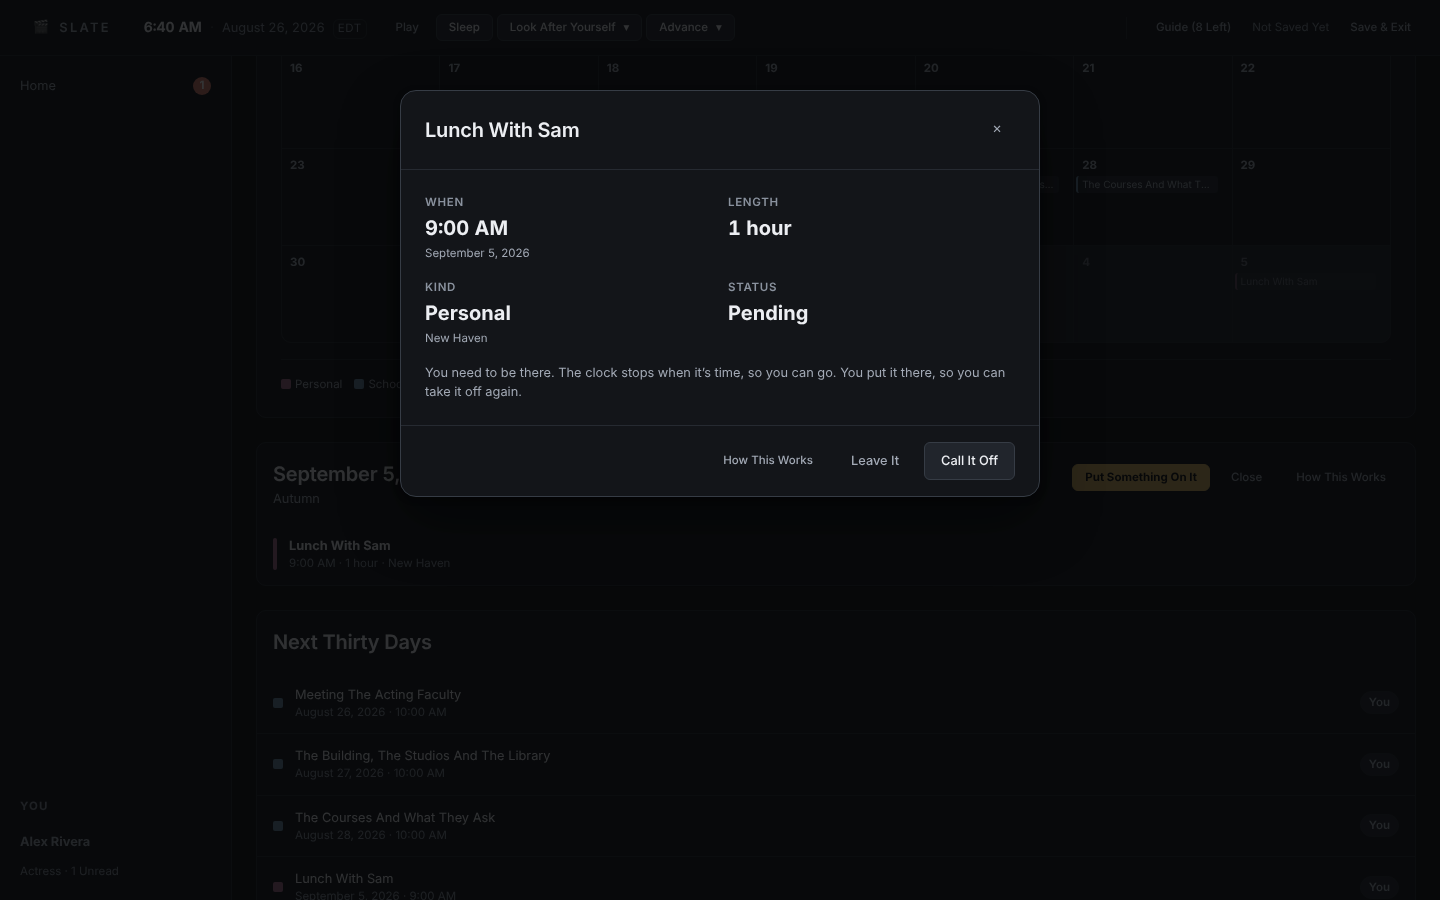 SLATE
6:40 AM
August 26, 2026
EDT
Play
Sleep
Look After Yourself ▾
Advance ▾
Guide (8 Left)
Not Saved Yet
Save & Exit
Home
1
16
17
18
19
20
21
22
23
28
29
The Courses And What T…
30
4
5
Lunch With Sam
Lunch With Sam
×
WHEN
9:00 AM
September 5, 2026
LENGTH
1 hour
KIND
Personal
New Haven
STATUS
Pending
You need to be there. The clock stops when it's time, so you can go. You put it there, so you can
take it off again.
How This Works
Leave It
Call It Off
Personal
September 5,
Autumn
Put Something On It
Close
How This Works
Lunch With Sam
9:00 AM · 1 hour · New Haven
Next Thirty Days
Meeting The Acting Faculty
August 26, 2026 · 10:00 AM
You
The Building, The Studios And The Library
August 27, 2026 · 10:00 AM
You
The Courses And What They Ask
August 28, 2026 · 10:00 AM
You
Lunch With Sam
September 5, 2026 · 9:00 AM
You
YOU
Alex Rivera
Actress · 1 Unread